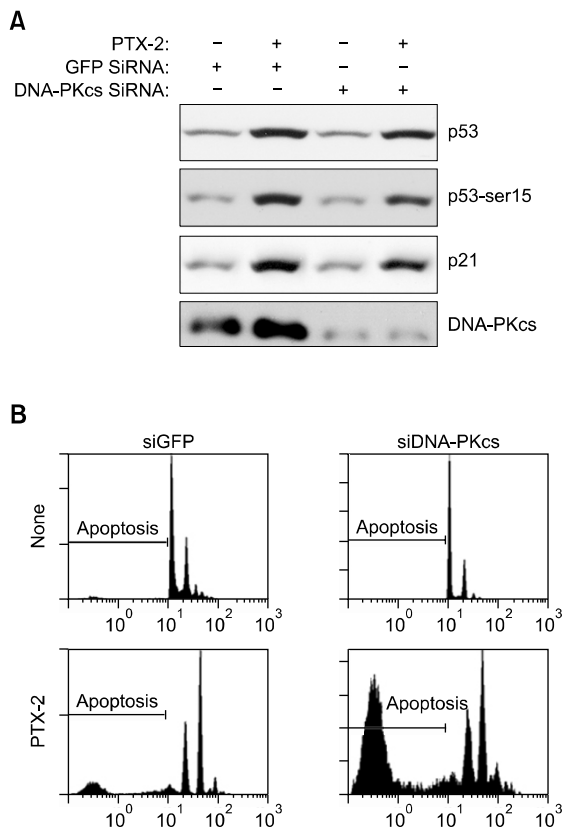 A
PTX-2: – + – +
GFP SiRNA: + + – –
DNA-PKcs SiRNA: – – + +
p53
p53-ser15
p21
DNA-PKcs
B
siGFP siDNA-PKcs
None
Apoptosis Apoptosis
10⁰ 10¹ 10² 10³ 10⁰ 10¹ 10² 10³
PTX-2
Apoptosis Apoptosis
10⁰ 10¹ 10² 10³ 10⁰ 10¹ 10² 10³